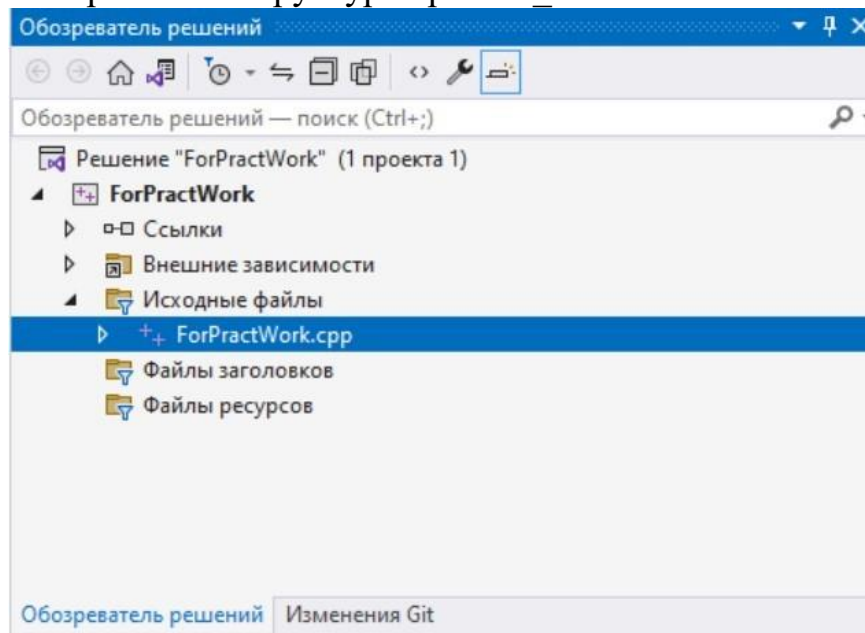 Обозреватель решений
Обозреватель решений — поиск (Ctrl+;)
Решение "ForPractWork" (1 проекта 1)
ForPractWork
Ссылки
Внешние зависимости
Исходные файлы
ForPractWork.cpp
Файлы заголовков
Файлы ресурсов
Обозреватель решений Изменения Git